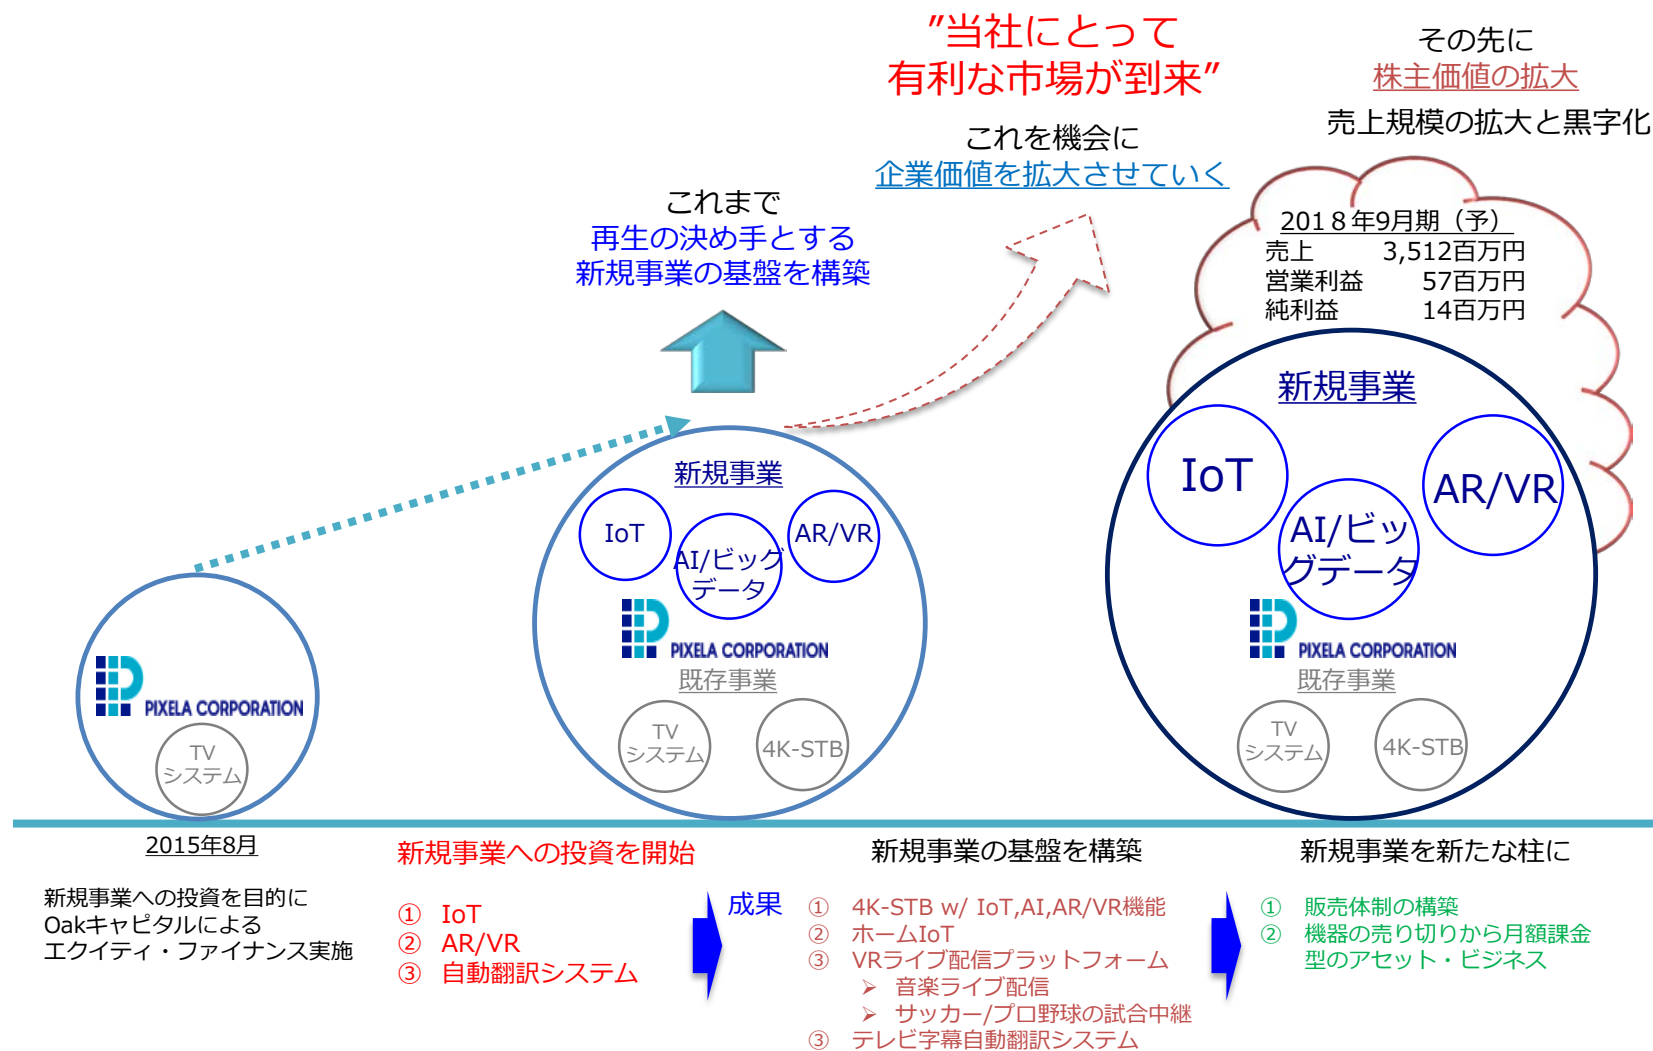 ”当社にとって
有利な市場が到来”
これを機会に
企業価値を拡大させていく
その先に
株主価値の拡大
売上規模の拡大と黒字化
これまで
再生の決め手とする
新規事業の基盤を構築
2018年9月期（予）
売上 3,512百万円
営業利益 57百万円
純利益 14百万円
PIXELA CORPORATION
TV
システム
新規事業
IoT
AI/ビッグ
データ
AR/VR
PIXELA CORPORATION
既存事業
TV
システム
4K-STB
新規事業
IoT
AI/ビッ
グデータ
AR/VR
PIXELA CORPORATION
既存事業
TV
システム
4K-STB
2015年8月
新規事業への投資を目的に
Oakキャピタルによる
エクイティ・ファイナンス実施
新規事業への投資を開始
① IoT
② AR/VR
③ 自動翻訳システム
成果
新規事業の基盤を構築
① 4K-STB w/ IoT,AI,AR/VR機能
② ホームIoT
③ VRライブ配信プラットフォーム
➢ 音楽ライブ配信
➢ サッカー/プロ野球の試合中継
③ テレビ字幕自動翻訳システム
新規事業を新たな柱に
① 販売体制の構築
② 機器の売り切りから月額課金
型のアセット・ビジネス